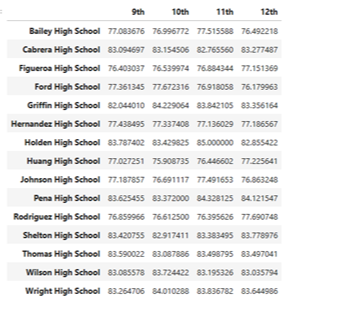 9th 10th 11th 12th
Bailey High School 77.083676 76.996772 77.515588 76.492218
Cabrera High School 83.094697 83.154506 82.765560 83.277487
Figueroa High School 76.403037 76.539974 76.884344 77.151369
Ford High School 77.361345 77.672316 76.918058 76.179963
Griffin High School 82.044010 84.229064 83.842105 83.356164
Hernandez High School 77.438495 77.337408 77.136029 77.186567
Holden High School 83.787402 83.429825 85.000000 82.855422
Huang High School 77.027251 75.908735 76.446602 77.225641
Johnson High School 77.187857 76.691117 77.491653 76.863248
Pena High School 83.625455 83.372000 84.328125 84.121547
Rodriguez High School 76.859966 76.612500 76.395626 77.690748
Shelton High School 83.420755 82.917411 83.383495 83.778976
Thomas High School 83.590022 83.087886 83.498795 83.497041
Wilson High School 83.085578 83.724422 83.195326 83.035794
Wright High School 83.264706 84.010288 83.836782 83.644986